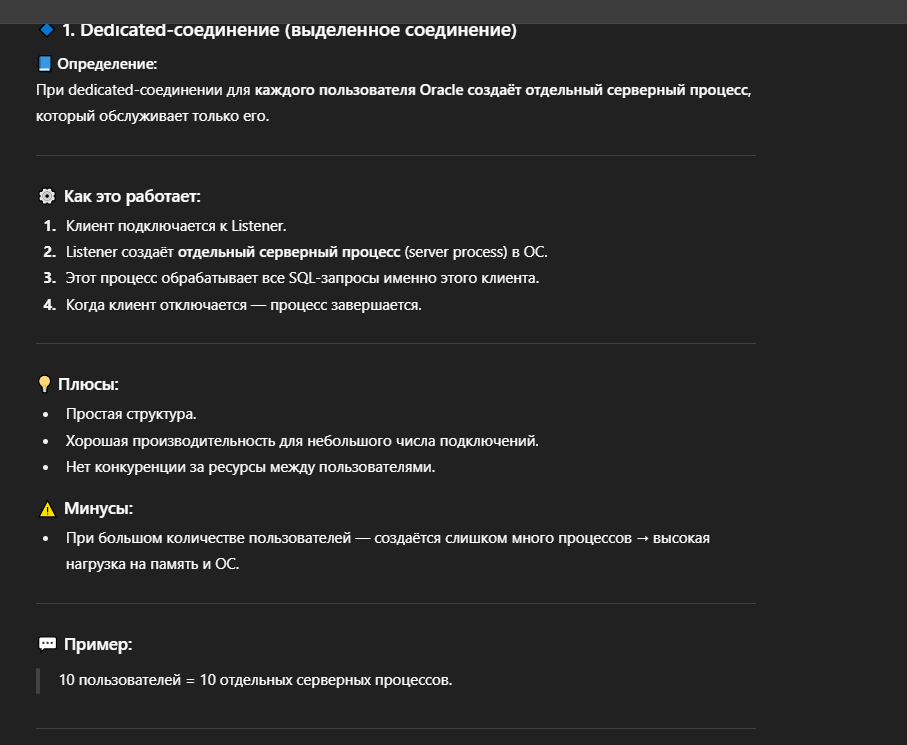 1. Dedicated-соединение (выделенное соединение)
Определение:
При dedicated-соединении для каждого пользователя Oracle создаёт отдельный серверный процесс,
который обслуживает только его.
Как это работает:
1. Клиент подключается к Listener.
2. Listener создаёт отдельный серверный процесс (server process) в ОС.
3. Этот процесс обрабатывает все SQL-запросы именно этого клиента.
4. Когда клиент отключается — процесс завершается.
Плюсы:
• Простая структура.
• Хорошая производительность для небольшого числа подключений.
• Нет конкуренции за ресурсы между пользователями.
Минусы:
• При большом количестве пользователей — создаётся слишком много процессов → высокая
нагрузка на память и ОС.
Пример:
10 пользователей = 10 отдельных серверных процессов.